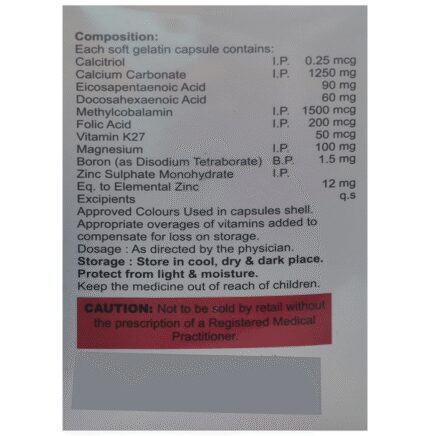 Composition:
Each soft gelatin capsule contains:
Calcitriol I.P. 0.25 mcg
Calcium Carbonate I.P. 1250 mg
Eicosapentaenoic Acid 90 mg
Docosahexaenoic Acid 60 mg
Methylcobalamin I.P. 1500 mcg
Folic Acid I.P. 200 mcg
Vitamin K27 50 mcg
Magnesium I.P. 100 mg
Boron (as Disodium Tetraborate) B.P. 1.5 mg
Zinc Sulphate Monohydrate I.P.
Eq. to Elemental Zinc 12 mg
Excipients q.s
Approved Colours Used in capsules shell.
Appropriate overages of vitamins added to
compensate for loss on storage.
Dosage : As directed by the physician.
Storage : Store in cool, dry & dark place.
Protect from light & moisture.
Keep the medicine out of reach of children.
CAUTION: Not to be sold by retail without
the prescription of a Registered Medical
Practitioner.